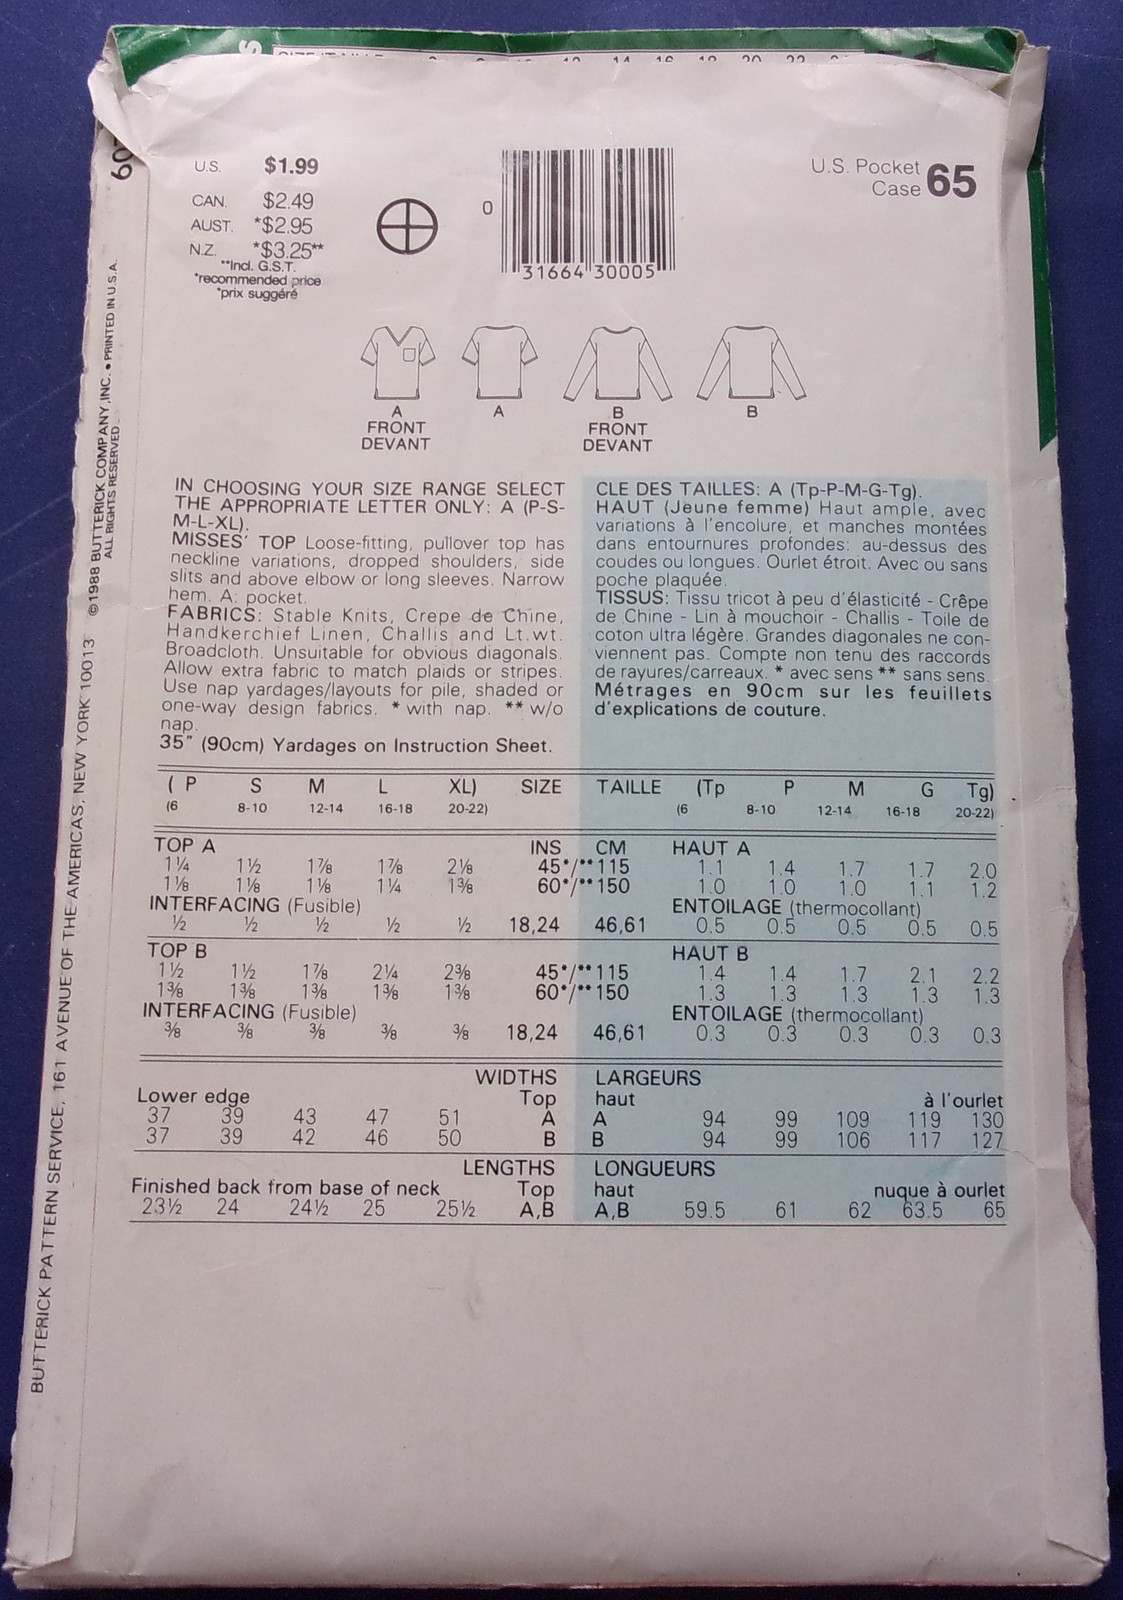 U.S. $1.99
CAN. $2.49
AUST. *$2.95
N.Z. *$3.25**
**Incl. G.S.T.
*recommended price
*prix suggéré
0
31664 30005
U.S. Pocket
Case 65
A
FRONT
DEVANT
A
B
FRONT
DEVANT
B
IN CHOOSING YOUR SIZE RANGE SELECT
THE APPROPRIATE LETTER ONLY: A (P-S-
M-L-XL).
MISSES' TOP Loose-fitting, pullover top has
neckline variations, dropped shoulders, side
slits and above elbow or long sleeves. Narrow
hem. A: pocket.
FABRICS: Stable Knits, Crepe de Chine,
Handkerchief Linen, Challis and Lt.wt.
Broadcloth. Unsuitable for obvious diagonals.
Allow extra fabric to match plaids or stripes.
Use nap yardages/layouts for pile, shaded or
one-way design fabrics. * with nap. ** w/o
nap.
35" (90cm) Yardages on Instruction Sheet.
CLE DES TAILLES: A (Tp-P-M-G-Tg).
HAUT (Jeune femme) Haut ample, avec
variations à l'encolure, et manches montées
dans entournures profondes: au-dessus des
coudes ou longues. Ourlet étroit. Avec ou sans
poche plaquée.
TISSUS: Tissu tricot à peu d'élasticité - Crêpe
de Chine - Lin à mouchoir - Challis - Toile de
coton ultra légère. Grandes diagonales ne con-
viennent pas. Compte non tenu des raccords
de rayures/carreaux. * avec sens ** sans sens.
Métrages en 90cm sur les feuillets
d'explications de couture.
( P S M L XL) SIZE TAILLE (Tp P M G Tg)
(6 8-10 12-14 16-18 20-22) (6 8-10 12-14 16-18 20-22)
TOP A INS CM HAUT A
1¼ 1½ 1⅞ 1⅞ 2⅛ 45*/**115 1.1 1.4 1.7 1.7 2.0
1⅛ 1⅛ 1⅛ 1¼ 1⅜ 60*/**150 1.0 1.0 1.0 1.1 1.2
INTERFACING (Fusible) ENTOILAGE (thermocollant)
½ ½ ½ ½ ½ 18,24 46,61 0.5 0.5 0.5 0.5 0.5
TOP B HAUT B
1½ 1½ 1⅞ 2¼ 2⅜ 45*/**115 1.4 1.4 1.7 2.1 2.2
1⅜ 1⅜ 1⅜ 1⅜ 1⅜ 60*/**150 1.3 1.3 1.3 1.3 1.3
INTERFACING (Fusible) ENTOILAGE (thermocollant)
⅜ ⅜ ⅜ ⅜ ⅜ 18,24 46,61 0.3 0.3 0.3 0.3 0.3
WIDTHS LARGEURS
Lower edge Top haut à l'ourlet
37 39 43 47 51 A A 94 99 109 119 130
37 39 42 46 50 B B 94 99 106 117 127
LENGTHS LONGUEURS
Finished back from base of neck Top haut nuque à ourlet
23½ 24 24½ 25 25½ A,B A,B 59.5 61 62 63.5 65
BUTTERICK PATTERN SERVICE, 161 AVENUE OF THE AMERICAS, NEW YORK 10013 ©1988 BUTTERICK COMPANY, INC. • PRINTED IN U.S.A.
ALL RIGHTS RESERVED